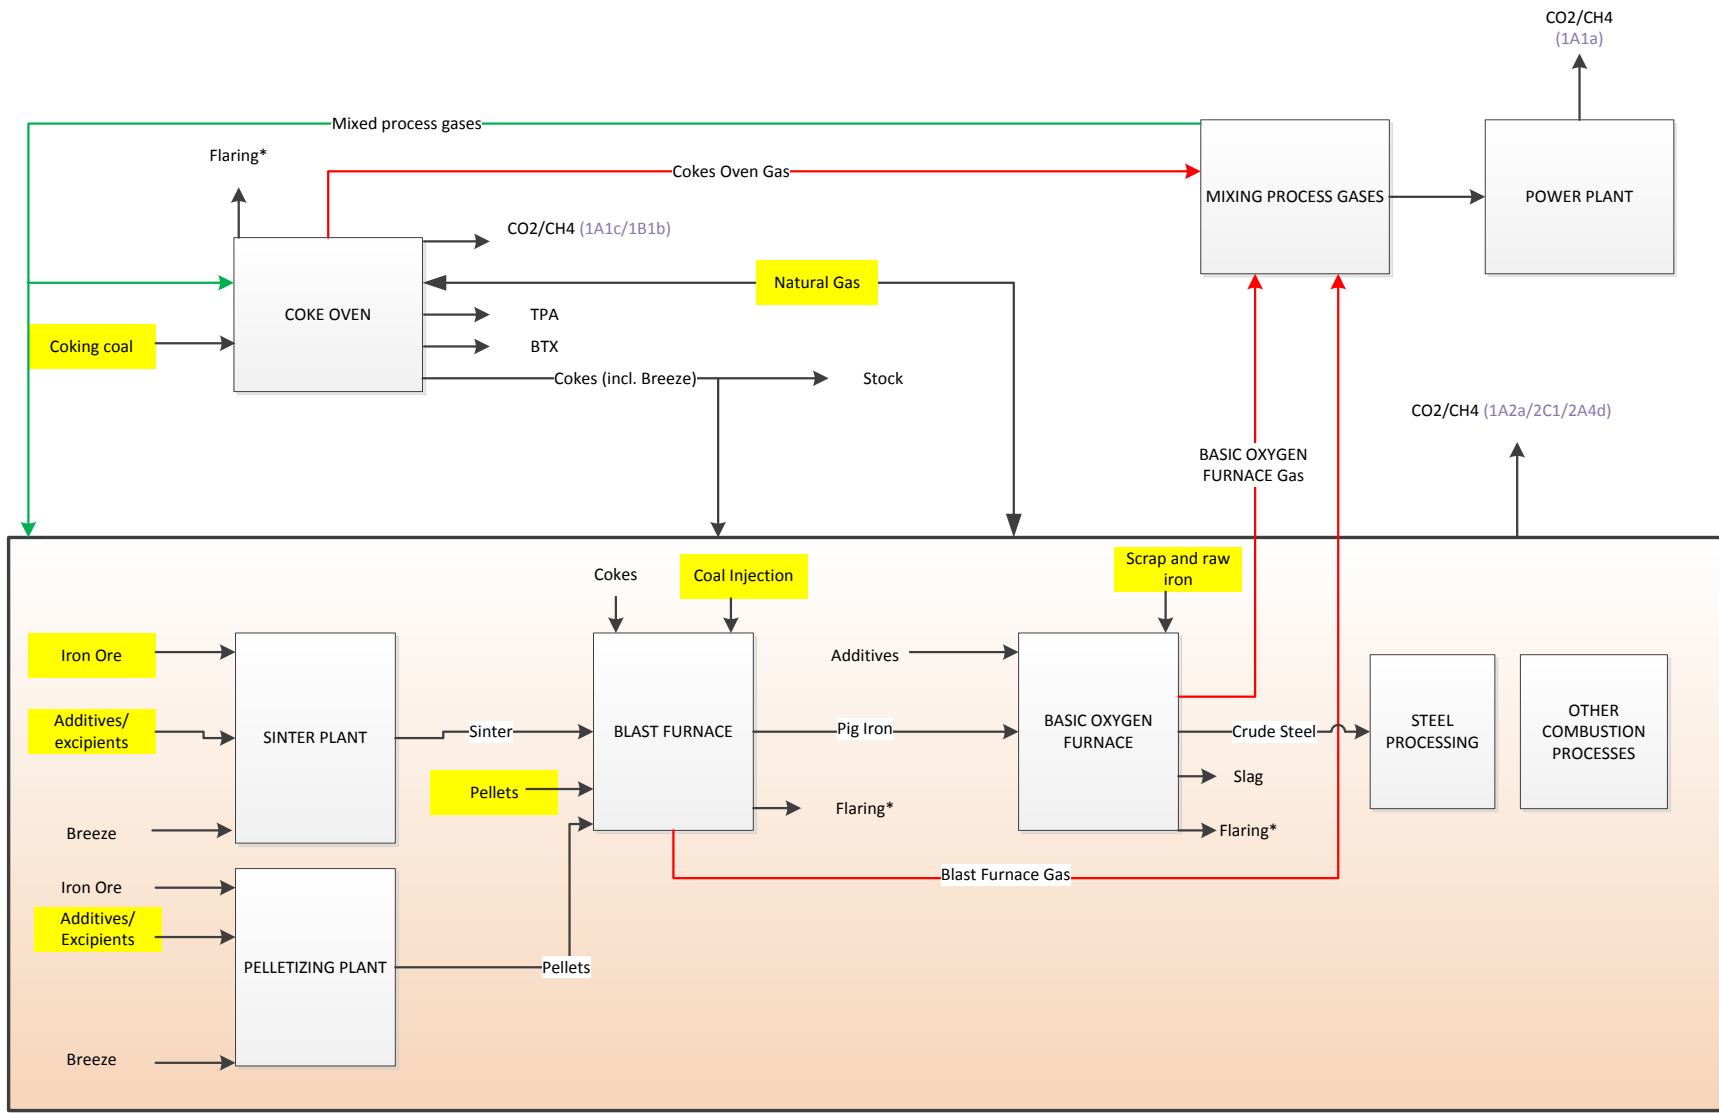 CO2/CH4
(1A1a)
Mixed process gases
Flaring*
Cokes Oven Gas
MIXING PROCESS GASES
POWER PLANT
CO2/CH4 (1A1c/1B1b)
Natural Gas
COKE OVEN
TPA
Coking coal
BTX
Cokes (incl. Breeze)
Stock
CO2/CH4 (1A2a/2C1/2A4d)
BASIC OXYGEN
FURNACE Gas
Cokes
Coal Injection
Scrap and raw
iron
Iron Ore
Additives
Additives/
excipients
SINTER PLANT
Sinter
BLAST FURNACE
Pig Iron
BASIC OXYGEN
FURNACE
Crude Steel
STEEL
PROCESSING
OTHER
COMBUSTION
PROCESSES
Pellets
Slag
Flaring*
Breeze
Flaring*
Iron Ore
Blast Furnace Gas
Additives/
Excipients
PELLETIZING PLANT
Pellets
Breeze